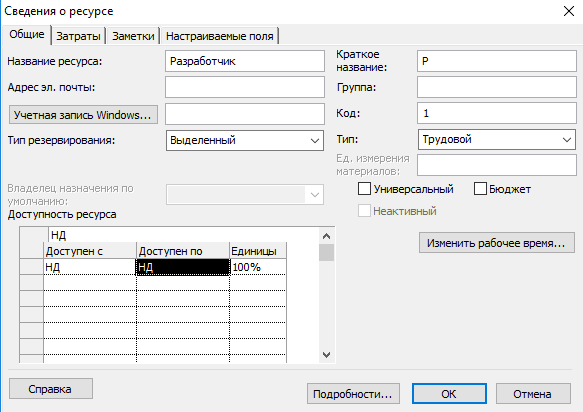 Сведения о ресурсе
Общие Затраты Заметки Настраиваемые поля
Название ресурса: Разработчик Краткое название: Р
Адрес эл. почты: Группа:
Учетная запись Windows... Код: 1
Тип резервирования: Выделенный Тип: Трудовой
Ед. измерения материалов:
Владелец назначения по умолчанию: Универсальный Бюджет
Неактивный
Доступность ресурса
НД Изменить рабочее время...
Доступен с Доступен по Единицы
НД НД 100%
Справка Подробности... ОК Отмена